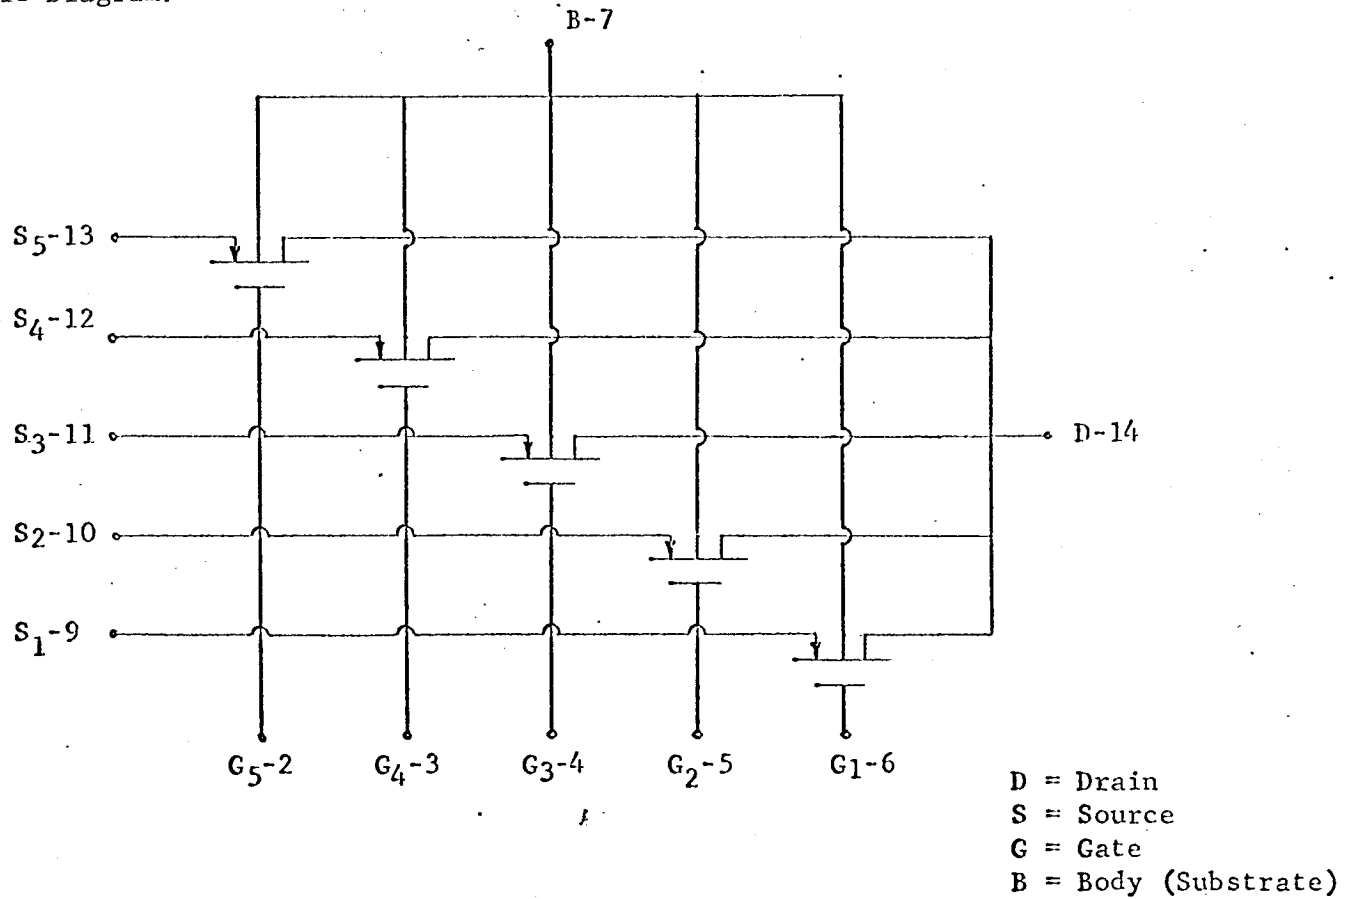 Diagram.
B-7
S5-13
S4-12
S3-11
S2-10
S1-9
D-14
G5-2
G4-3
G3-4
G2-5
G1-6
D = Drain
S = Source
G = Gate
B = Body (Substrate)